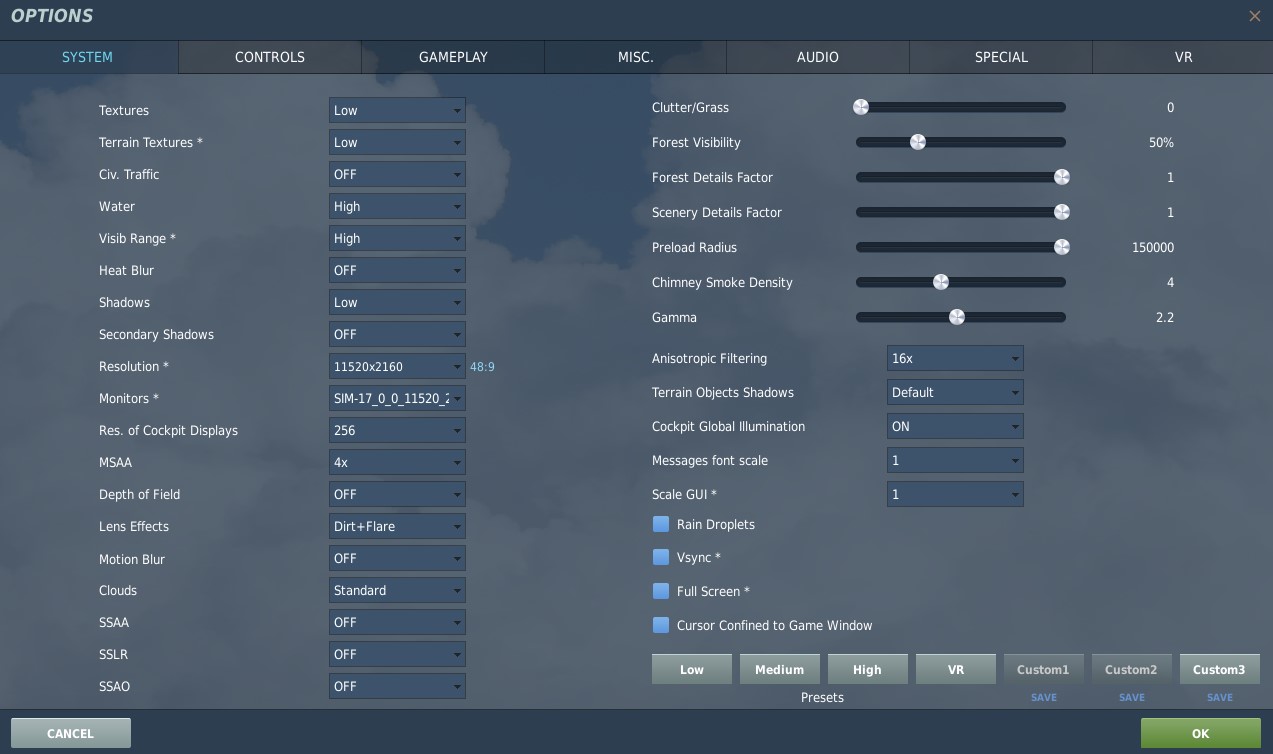 OPTIONS
SYSTEM
CONTROLS
GAMEPLAY
MISC.
AUDIO
SPECIAL
VR
Textures Low
Terrain Textures * Low
Civ. Traffic OFF
Water High
Visib Range * High
Heat Blur OFF
Shadows Low
Secondary Shadows OFF
Resolution * 11520x2160 48:9
Monitors * SIM-17_0_0_11520_2
Res. of Cockpit Displays 256
MSAA 4x
Depth of Field OFF
Lens Effects Dirt+Flare
Motion Blur OFF
Clouds Standard
SSAA OFF
SSLR OFF
SSAO OFF
Clutter/Grass 0
Forest Visibility 50%
Forest Details Factor 1
Scenery Details Factor 1
Preload Radius 150000
Chimney Smoke Density 4
Gamma 2.2
Anisotropic Filtering 16x
Terrain Objects Shadows Default
Cockpit Global Illumination ON
Messages font scale 1
Scale GUI * 1
Rain Droplets
Vsync *
Full Screen *
Cursor Confined to Game Window
Low Medium High VR Custom1 Custom2 Custom3
Presets SAVE SAVE SAVE
CANCEL
OK